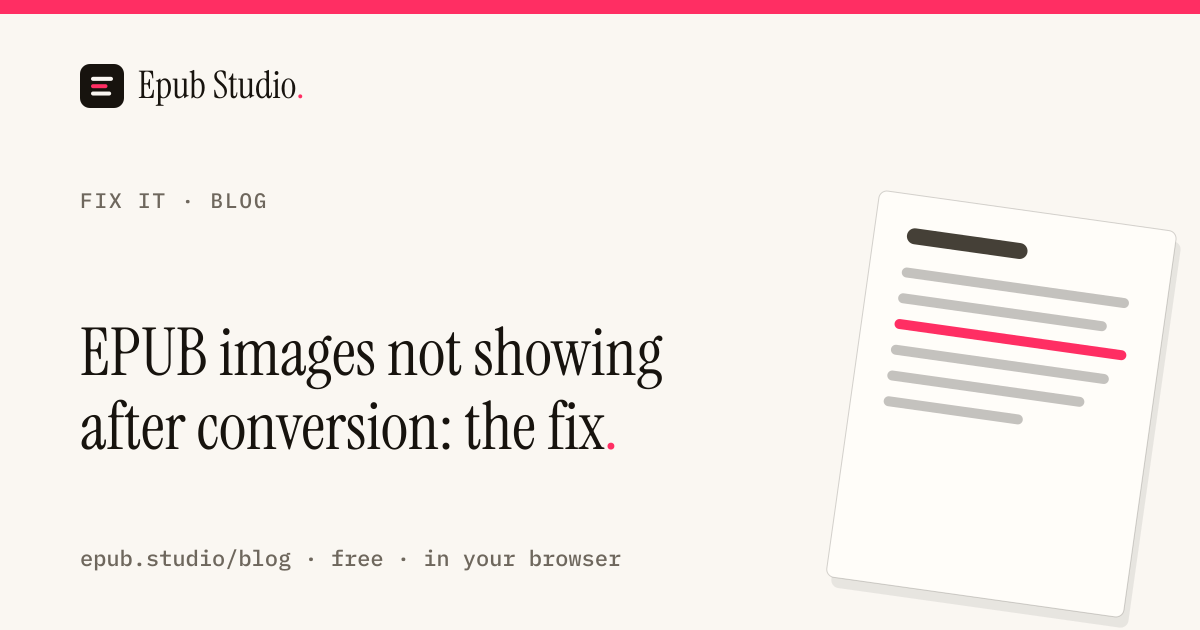 Epub Studio.
FIX IT · BLOG
EPUB images not showing
after conversion: the fix.
epub.studio/blog · free · in your browser